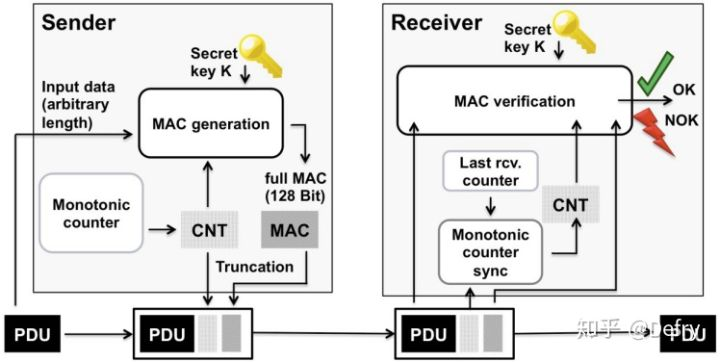 Sender
Secret
key K
Input data
(arbitrary
length)
MAC generation
full MAC
(128 Bit)
Monotonic
counter
CNT
MAC
Truncation
PDU
PDU
Receiver
Secret
key K
MAC verification
OK
NOK
Last rcv.
counter
CNT
Monotonic
counter
sync
PDU
PDU
知乎 @Defry